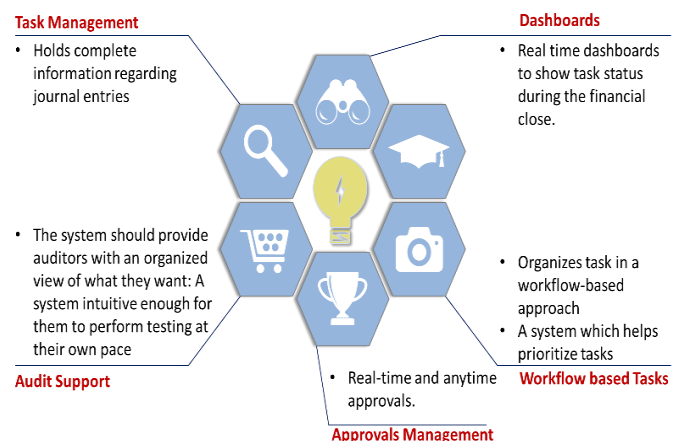 Task Management
• Holds complete
information regarding
journal entries
Dashboards
• Real time dashboards
to show task status
during the financial
close.
• The system should provide
auditors with an organized
view of what they want: A
system intuitive enough for
them to perform testing at
their own pace
Audit Support
• Organizes task in a
workflow-based
approach
• A system which helps
prioritize tasks
Workflow based Tasks
• Real-time and anytime
approvals.
Approvals Management